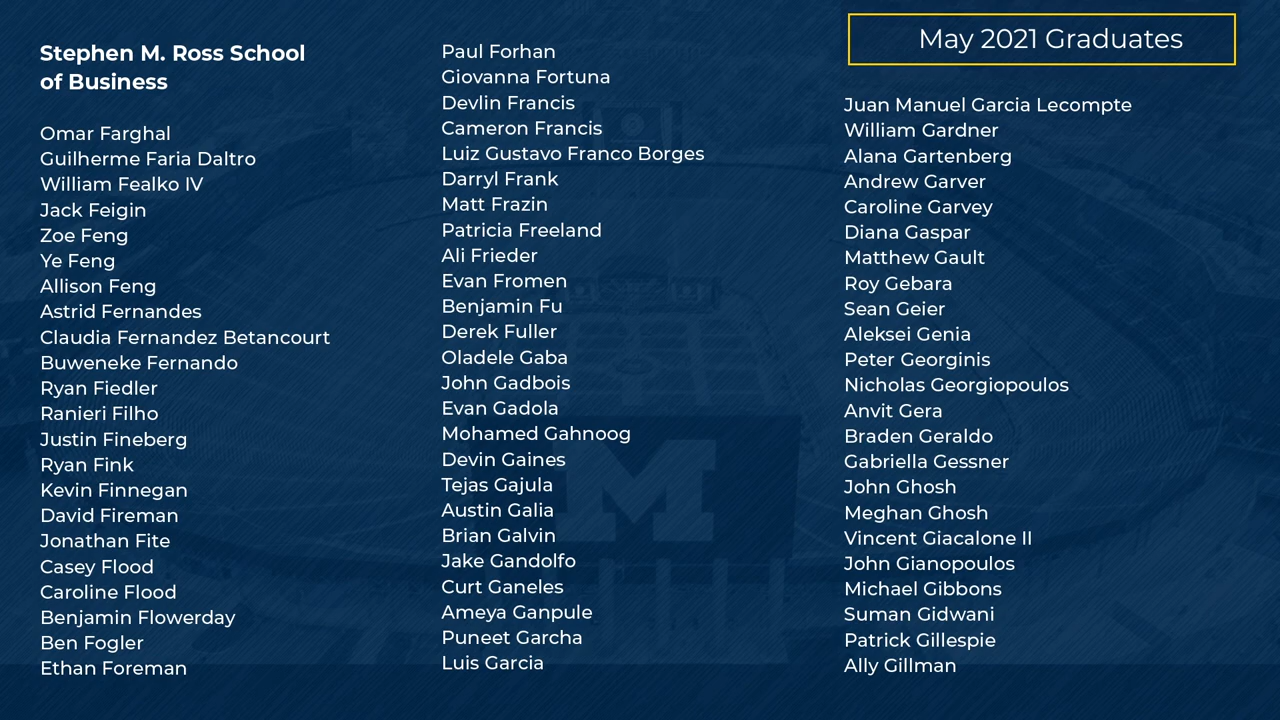 Stephen M. Ross School
of Business
Omar Farghal
Guilherme Faria Daltro
William Fealko IV
Jack Feigin
Zoe Feng
Ye Feng
Allison Feng
Astrid Fernandes
Claudia Fernandez Betancourt
Buweneke Fernando
Ryan Fiedler
Ranieri Filho
Justin Fineberg
Ryan Fink
Kevin Finnegan
David Fireman
Jonathan Fite
Casey Flood
Caroline Flood
Benjamin Flowerday
Ben Fogler
Ethan Foreman
Paul Forhan
Giovanna Fortuna
Devlin Francis
Cameron Francis
Luiz Gustavo Franco Borges
Darryl Frank
Matt Frazin
Patricia Freeland
Ali Frieder
Evan Fromen
Benjamin Fu
Derek Fuller
Oladele Gaba
John Gadbois
Evan Gadola
Mohamed Gahnoog
Devin Gaines
Tejas Gajula
Austin Galia
Brian Galvin
Jake Gandolfo
Curt Ganeles
Ameya Ganpule
Puneet Garcha
Luis Garcia
May 2021 Graduates
Juan Manuel Garcia Lecompte
William Gardner
Alana Gartenberg
Andrew Garver
Caroline Garvey
Diana Gaspar
Matthew Gault
Roy Gebara
Sean Geier
Aleksei Genia
Peter Georginis
Nicholas Georgiopoulos
Anvit Gera
Braden Geraldo
Gabriella Gessner
John Ghosh
Meghan Ghosh
Vincent Giacalone II
John Gianopoulos
Michael Gibbons
Suman Gidwani
Patrick Gillespie
Ally Gillman
M